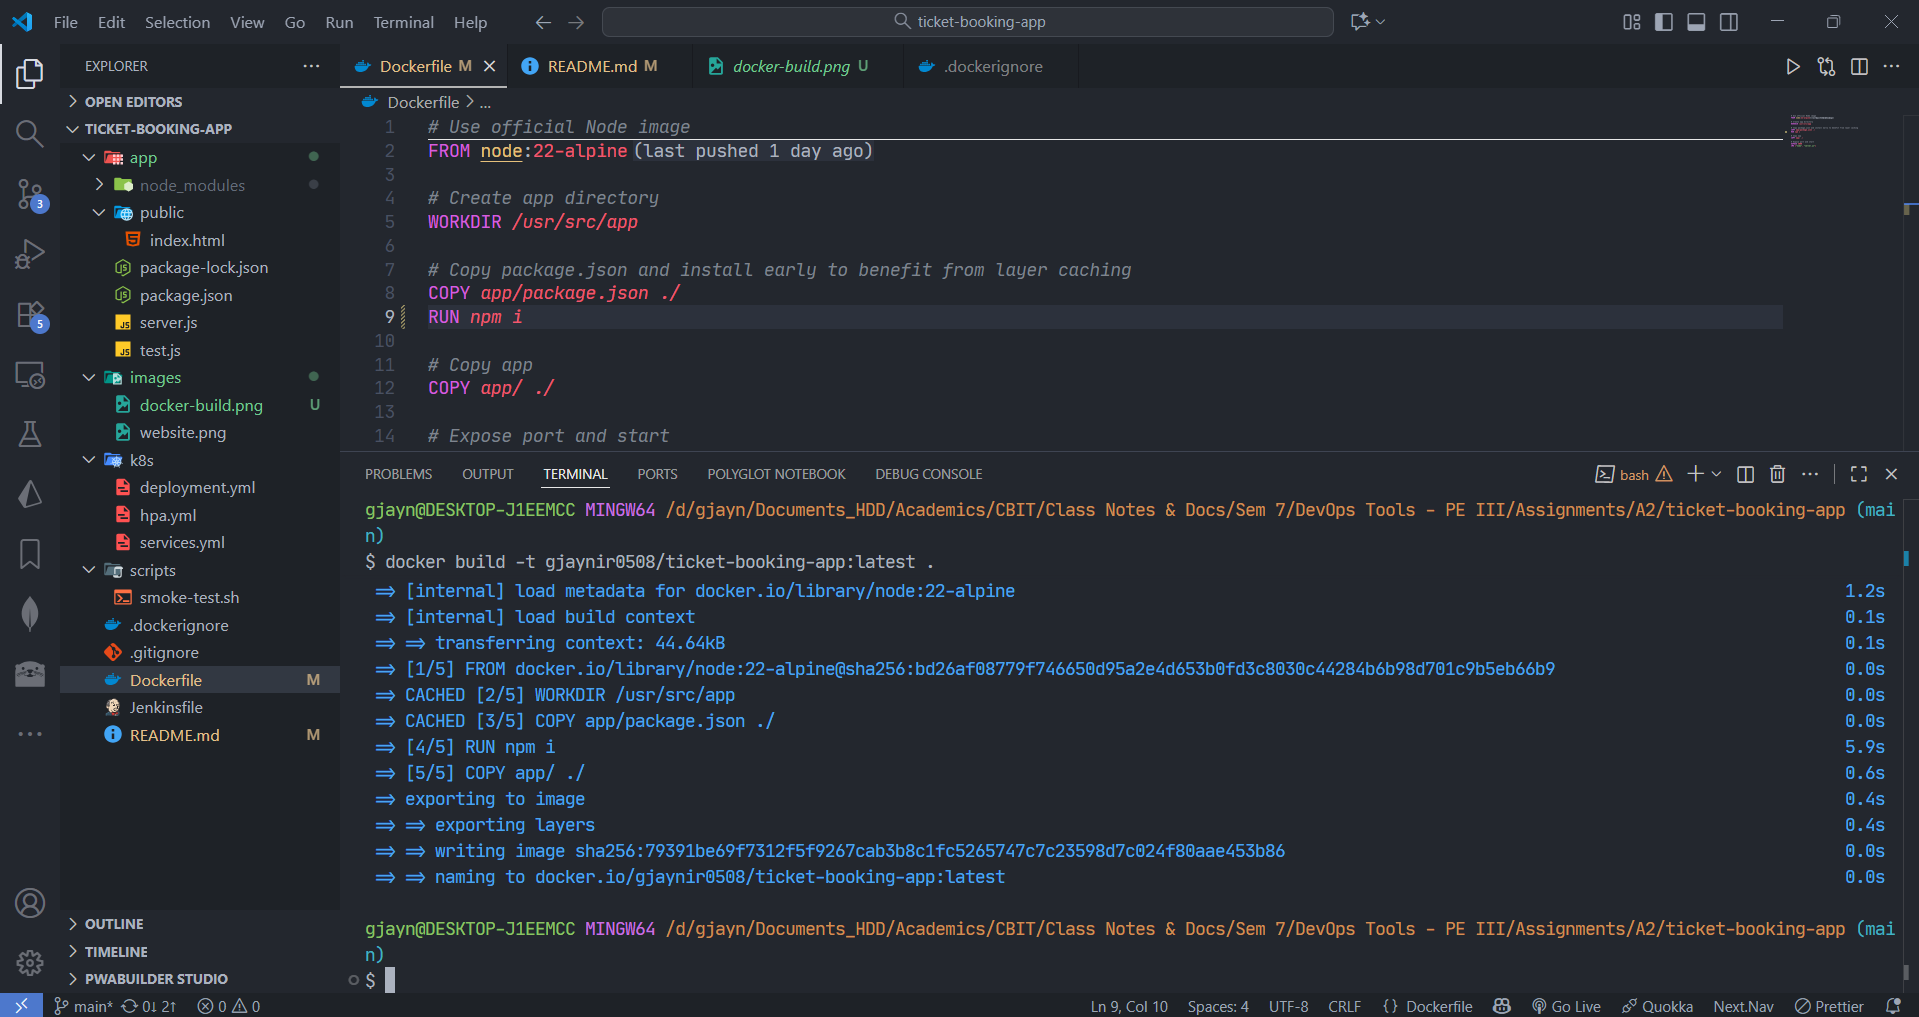 File Edit Selection View Go Run Terminal Help
ticket-booking-app
EXPLORER
OPEN EDITORS
TICKET-BOOKING-APP
app
node_modules
public
index.html
package-lock.json
package.json
server.js
test.js
images
docker-build.png U
website.png
k8s
deployment.yml
hpa.yml
services.yml
scripts
smoke-test.sh
.dockerignore
.gitignore
Dockerfile M
Jenkinsfile
README.md M
OUTLINE
TIMELINE
PWABUILDER STUDIO
3
5
Dockerfile M README.md M docker-build.png U .dockerignore
Dockerfile > ...
1 # Use official Node image
2 FROM node:22-alpine (last pushed 1 day ago)
3
4 # Create app directory
5 WORKDIR /usr/src/app
6
7 # Copy package.json and install early to benefit from layer caching
8 COPY app/package.json ./
9 RUN npm i
10
11 # Copy app
12 COPY app/ ./
13
14 # Expose port and start
PROBLEMS OUTPUT TERMINAL PORTS POLYGLOT NOTEBOOK DEBUG CONSOLE
bash
gjayn@DESKTOP-J1EEMCC MINGW64 /d/gjayn/Documents_HDD/Academics/CBIT/Class Notes & Docs/Sem 7/DevOps Tools - PE III/Assignments/A2/ticket-booking-app (mai
n)
$ docker build -t gjaynir0508/ticket-booking-app:latest .
=> [internal] load metadata for docker.io/library/node:22-alpine 1.2s
=> [internal] load build context 0.1s
=> => transferring context: 44.64kB 0.1s
=> [1/5] FROM docker.io/library/node:22-alpine@sha256:bd26af08779f746650d95a2e4d653b0fd3c8030c44284b6b98d701c9b5eb66b9 0.0s
=> CACHED [2/5] WORKDIR /usr/src/app 0.0s
=> CACHED [3/5] COPY app/package.json ./ 0.0s
=> [4/5] RUN npm i 5.9s
=> [5/5] COPY app/ ./ 0.6s
=> exporting to image 0.4s
=> => exporting layers 0.4s
=> => writing image sha256:79391be69f7312f5f9267cab3b8c1fc5265747c7c23598d7c024f80aae453b86 0.0s
=> => naming to docker.io/gjaynir0508/ticket-booking-app:latest 0.0s
gjayn@DESKTOP-J1EEMCC MINGW64 /d/gjayn/Documents_HDD/Academics/CBIT/Class Notes & Docs/Sem 7/DevOps Tools - PE III/Assignments/A2/ticket-booking-app (mai
n)
$
main* 0↓ 2↑ 0 0 Ln 9, Col 10 Spaces: 4 UTF-8 CRLF {} Dockerfile Go Live Quokka Next.Nav Prettier